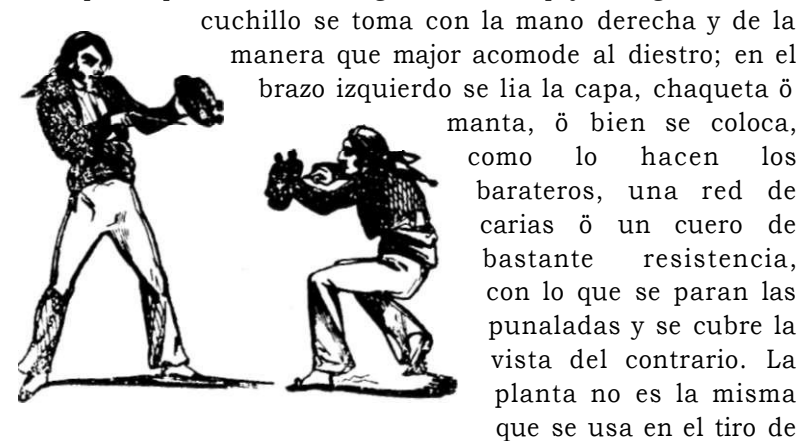 cuchillo se toma con la mano derecha y de la
manera que major acomode al diestro; en el
brazo izquierdo se lia la capa, chaqueta ö
manta, ö bien se coloca,
como lo hacen los
barateros, una red de
carias ö un cuero de
bastante resistencia,
con lo que se paran las
punaladas y se cubre la
vista del contrario. La
planta no es la misma
que se usa en el tiro de